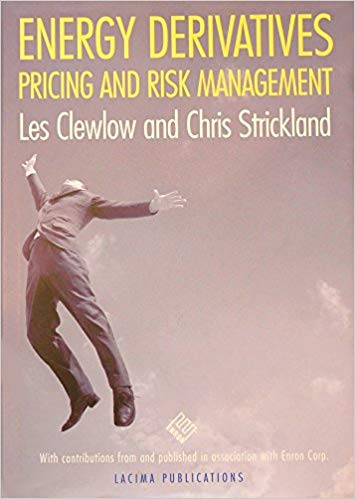 ENERGY DERIVATIVES
PRICING AND RISK MANAGEMENT
Les Clewlow and Chris Strickland
ENRON
With contributions from and published in association with Enron Corp.
LACIMA PUBLICATIONS